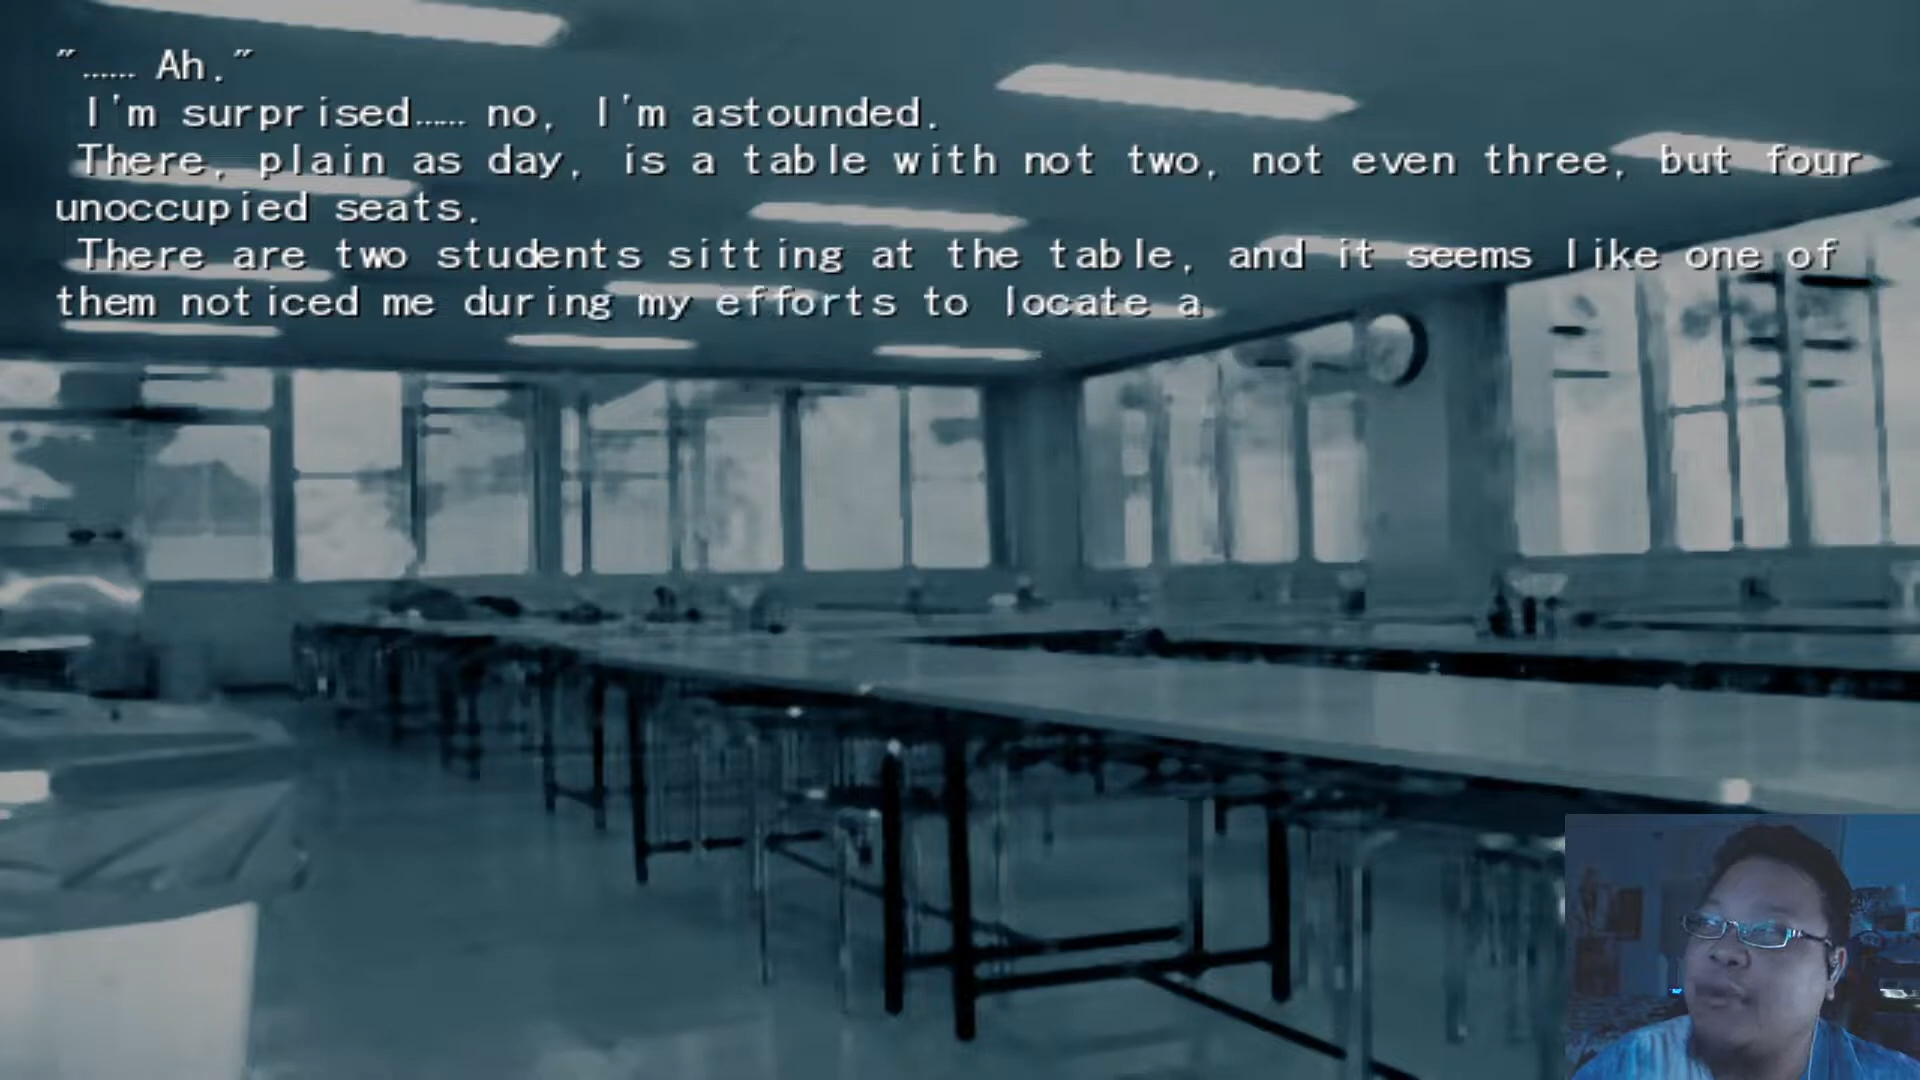 "…… Ah."
I'm surprised…… no, I'm astounded.
There, plain as day, is a table with not two, not even three, but four
unoccupied seats.
There are two students sitting at the table, and it seems like one of
them noticed me during my efforts to locate a